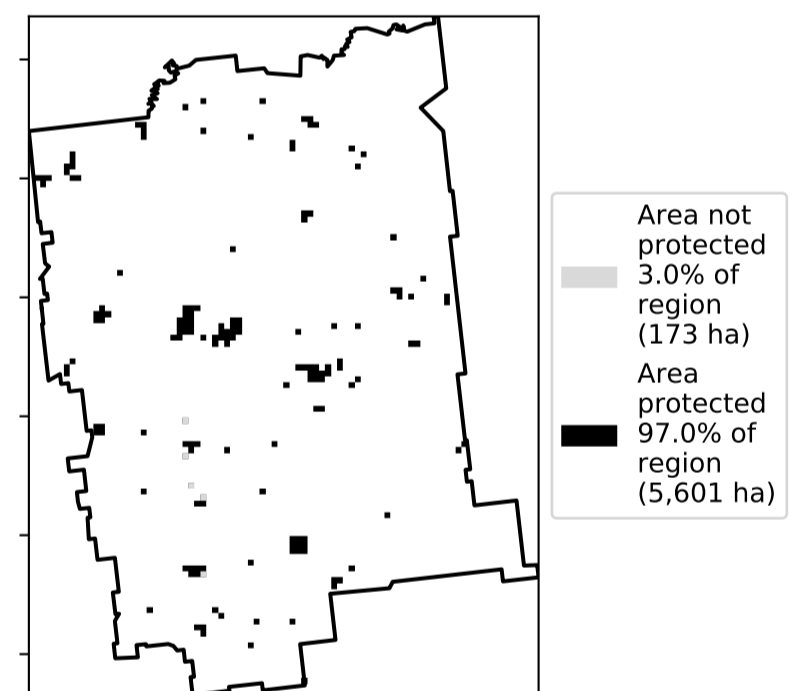 Area not
protected
3.0% of
region
(173 ha)
Area
protected
97.0% of
region
(5,601 ha)